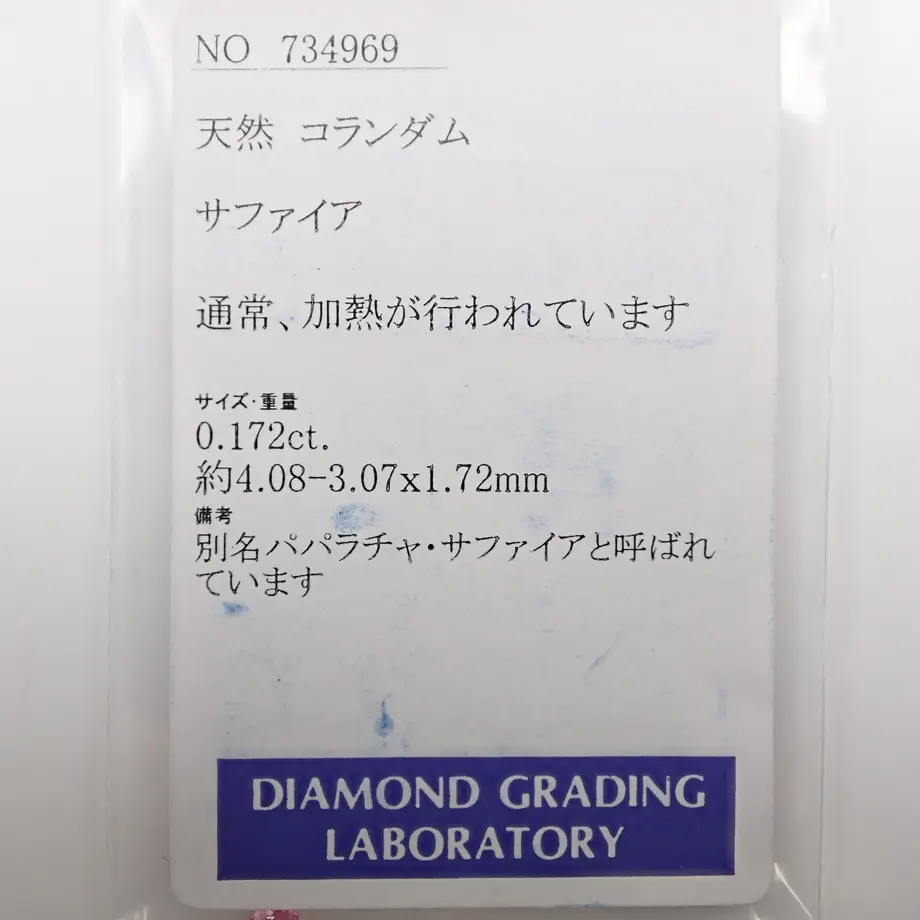 NO 734969
天然 コランダム
サファイア
通常、加熱が行われています
サイズ・重量
0.172ct.
約4.08-3.07x1.72mm
備考
別名パパラチャ・サファイアと呼ばれ
ています
DIAMOND GRADING
LABORATORY